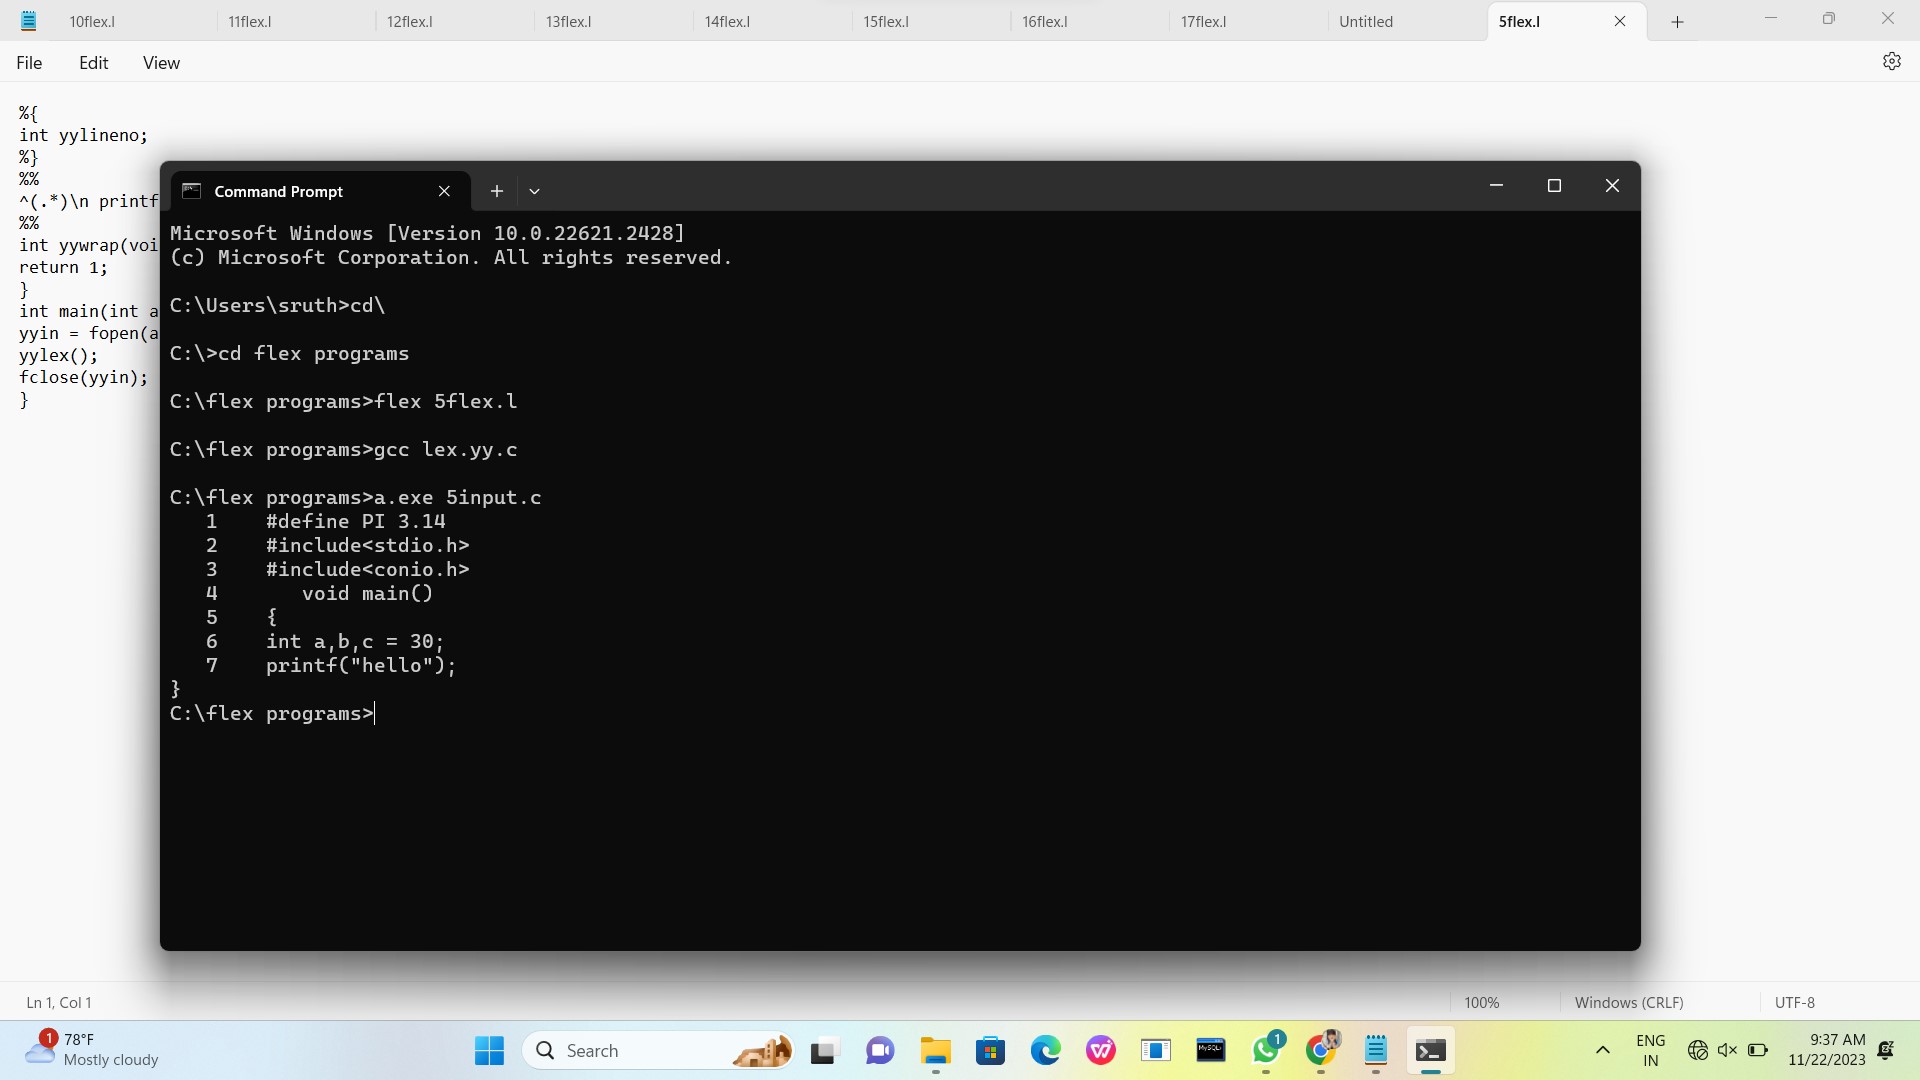 10flex.l 11flex.l 12flex.l 13flex.l 14flex.l 15flex.l 16flex.l 17flex.l Untitled 5flex.l
File Edit View
%{
int yylineno;
%}
%%
^(.*)\n printf
%%
int yywrap(voi
return 1;
}
int main(int a
yyin = fopen(a
yylex();
fclose(yyin);
}
Command Prompt
Microsoft Windows [Version 10.0.22621.2428]
(c) Microsoft Corporation. All rights reserved.
C:\Users\sruth>cd\
C:\>cd flex programs
C:\flex programs>flex 5flex.l
C:\flex programs>gcc lex.yy.c
C:\flex programs>a.exe 5input.c
1 #define PI 3.14
2 #include<stdio.h>
3 #include<conio.h>
4 void main()
5 {
6 int a,b,c = 30;
7 printf("hello");
}
C:\flex programs>
Ln 1, Col 1 100% Windows (CRLF) UTF-8
1
78°F
Mostly cloudy
Search
MySQL
1
ENG
IN
9:37 AM
11/22/2023